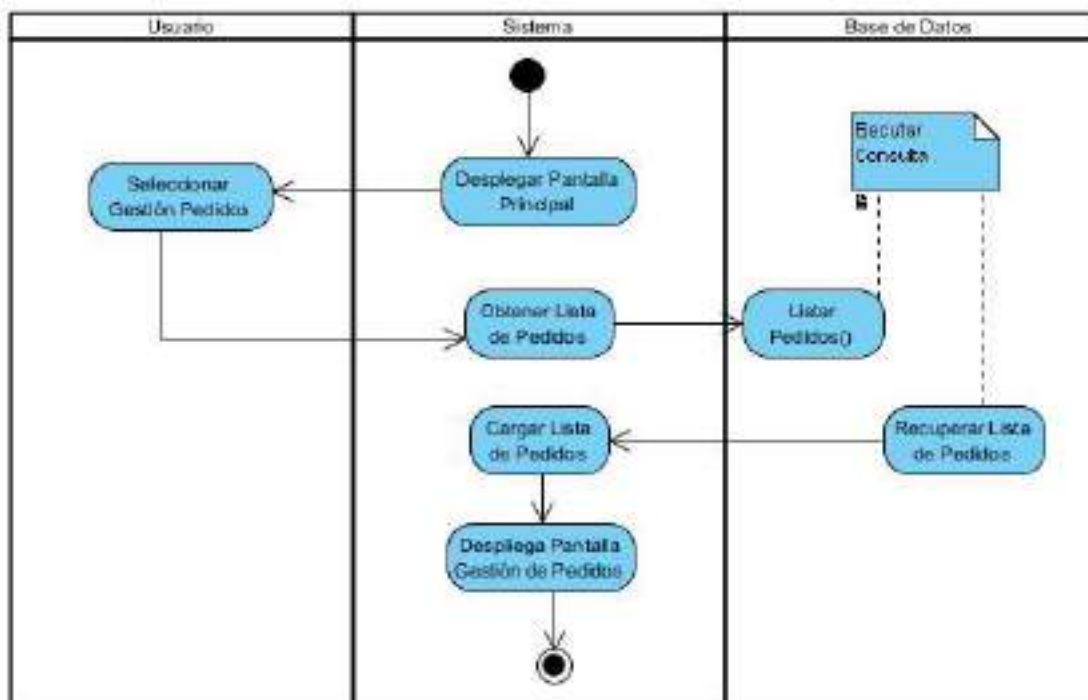 Usuario
Sistema
Base de Datos
Ejecutar
Consulta
Seleccionar
Gestión Pedidos
Desplegar Pantalla
Principal
Obtener Lista
de Pedidos
Listar
Pedidos()
Cargar Lista
de Pedidos
Recuperar Lista
de Pedidos
Despliega Pantalla
Gestión de Pedidos